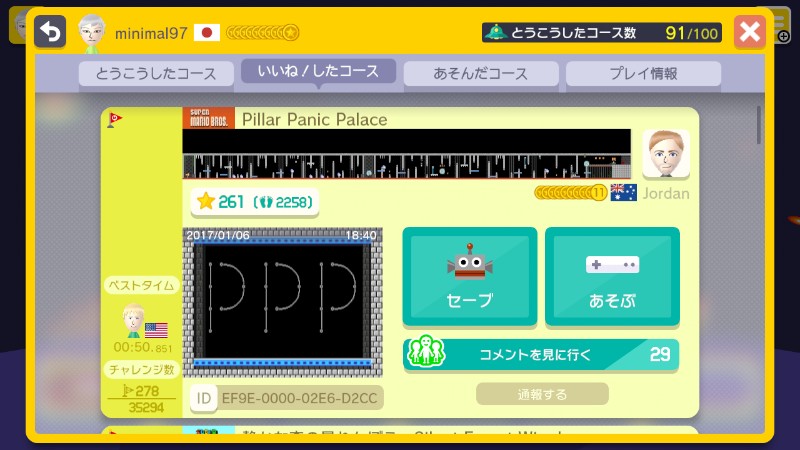 minimal97
とうこうしたコース数 91/100
とうこうしたコース
いいね！したコース
あそんだコース
プレイ情報
SUPER MARIO BROS.
Pillar Panic Palace
261 (2258)
11
Jordan
2017/01/06 18:40
PPP
セーブ
あそぶ
ベストタイム
00:50.851
チャレンジ数
278
35294
コメントを見に行く 29
ID EF9E-0000-02E6-D2CC
通報する